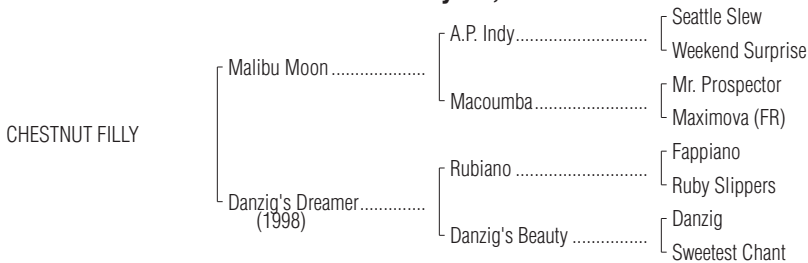 Seattle Slew
A.P. Indy..............................
Weekend Surprise
Malibu Moon ....................
Mr. Prospector
Macoumba.........................
Maximova (FR)
CHESTNUT FILLY
Fappiano
Rubiano .............................
Ruby Slippers
Danzig's Dreamer..............
(1998)
Danzig
Danzig's Beauty ................
Sweetest Chant